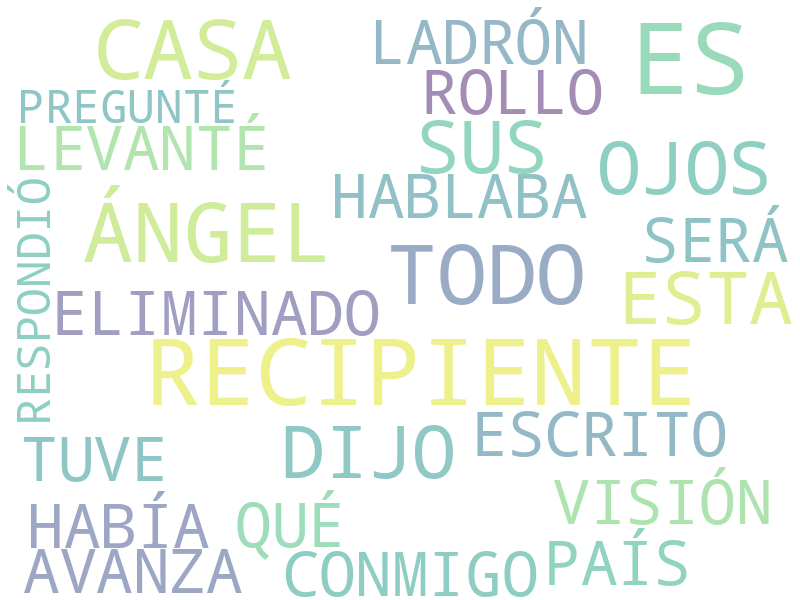 CASA
LADRÓN
ES
PREGUNTÉ
ROLLO
LEVANTÉ
SUS
OJOS
HABLABA
RESPONDIÓ
ÁNGEL
SERÁ
TODO
ESTA
ELIMINADO
RECIPIENTE
ESCRITO
TUVE
DIJO
VISIÓN
HABÍA
QUÉ
AVANZA
CONMIGO
PAÍS